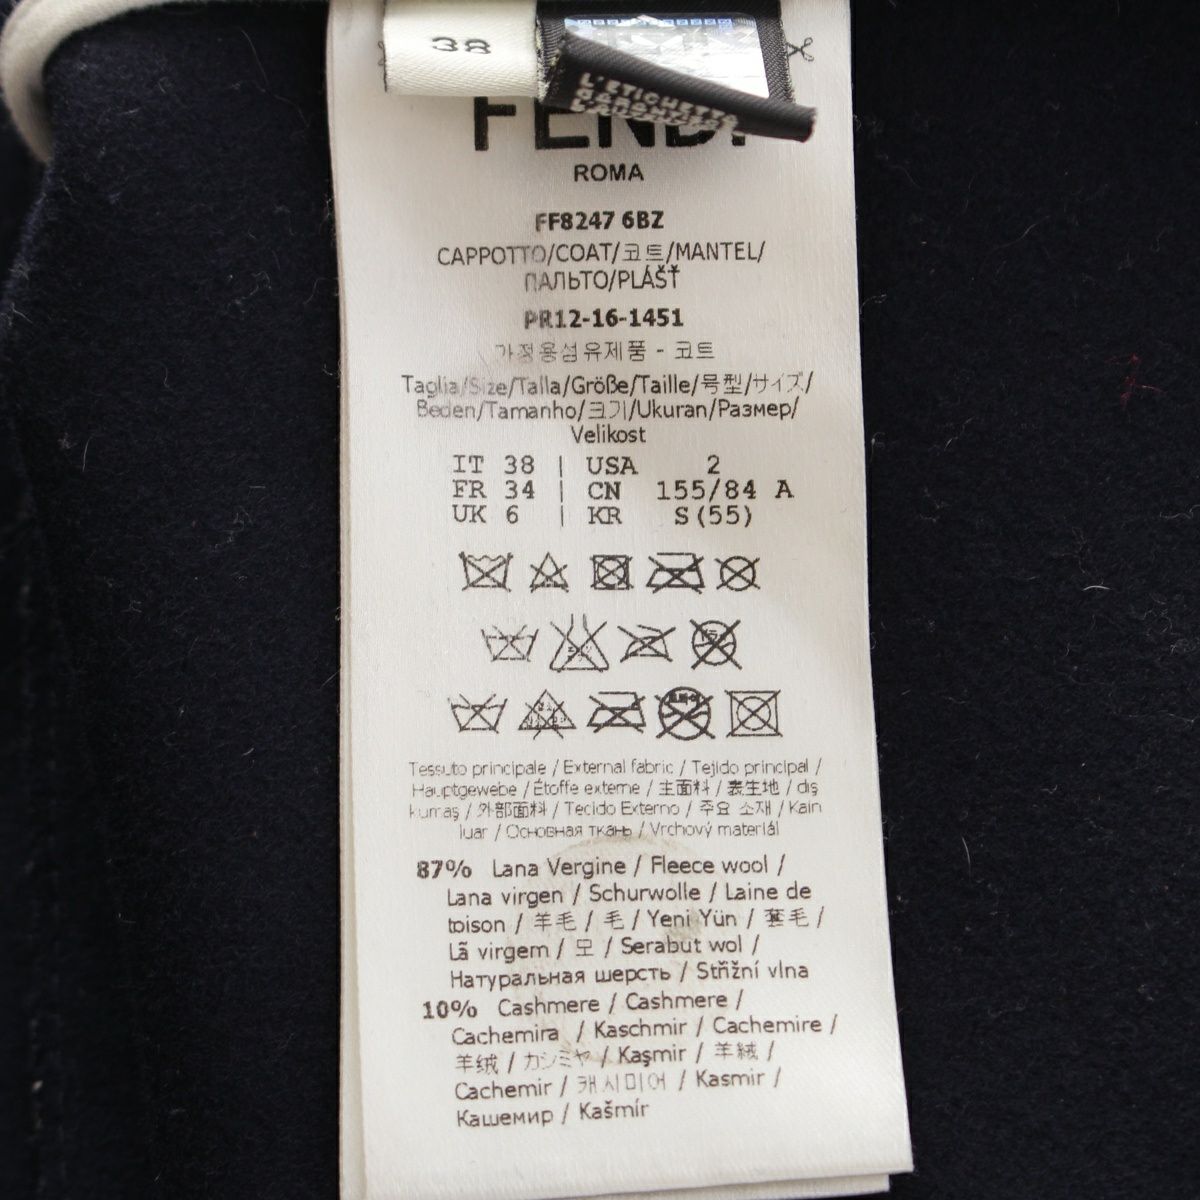 38
L'ETICHETTA
FENDI
ROMA
FF8247 6BZ
CAPPOTTO/COAT/코트/MANTEL/
ПАЛЬТО/PLÁŠŤ
PR12-16-1451
가정용섬유제품 - 코트
Taglia/Size/Talla/Größe/Taille/号型/サイズ/
Beden/Tamanho/크기/Ukuran/Размер/
Velikost
IT 38 | USA 2
FR 34 | CN 155/84 A
UK 6 | KR S(55)
Tessuto principale / External fabric / Tejido principal /
Hauptgewebe / Étoffe externe / 主面料 / 表生地 / dış
kumaş / 外部面料 / Tecido Externo / 주요 소재 / Kain
luar / Основная ткань / Vrchový materiál
87% Lana Vergine / Fleece wool /
Lana virgen / Schurwolle / Laine de
toison / 羊毛 / 毛 / Yeni Yün / 套毛 /
Lã virgem / 모 / Serabut wol /
Натуральная шерсть / Střižní vlna
10% Cashmere / Cashmere /
Cachemira / Kaschmir / Cachemire /
羊绒 / カシミヤ / Kaşmir / 羊絨 /
Cachemir / 캐시미어 / Kasmir /
Кашемир / Kašmír